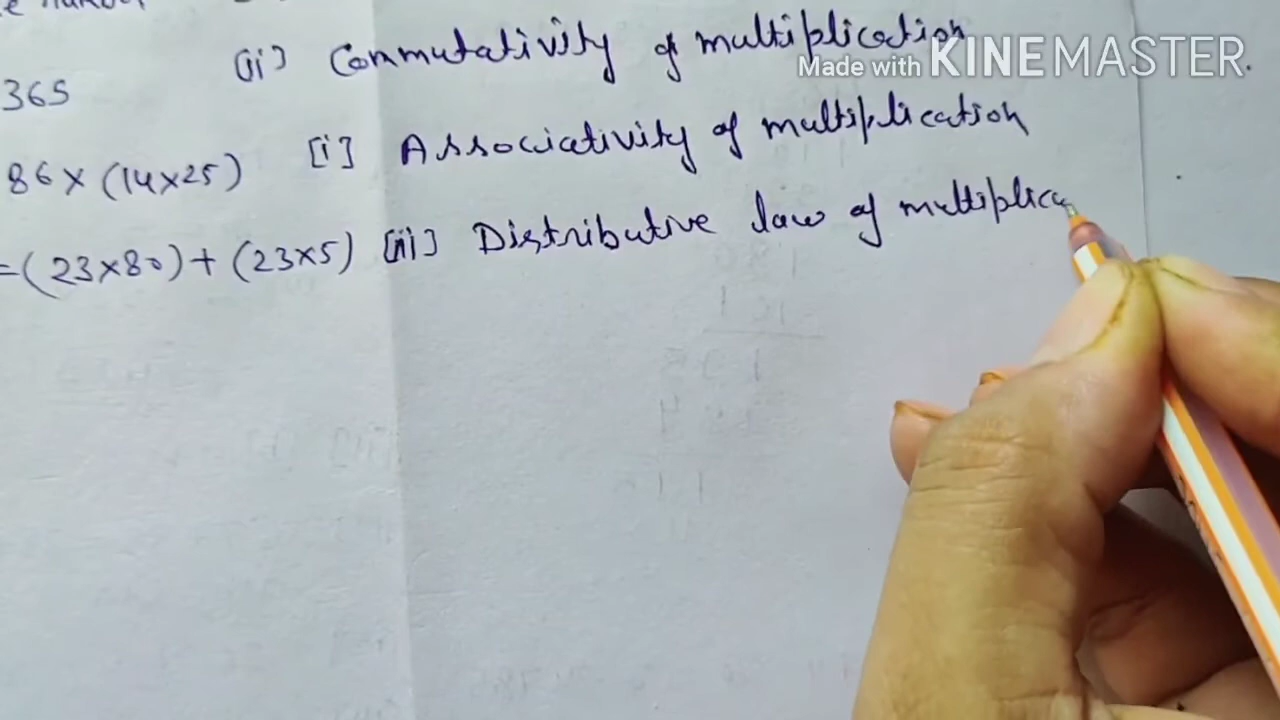 (ii) Commutativity of multiplication
Made with KINEMASTER
365
86 × (14×25) [i] Associativity of multiplication
=(23×80)+(23×5) [iii] Distributive law of multiplica